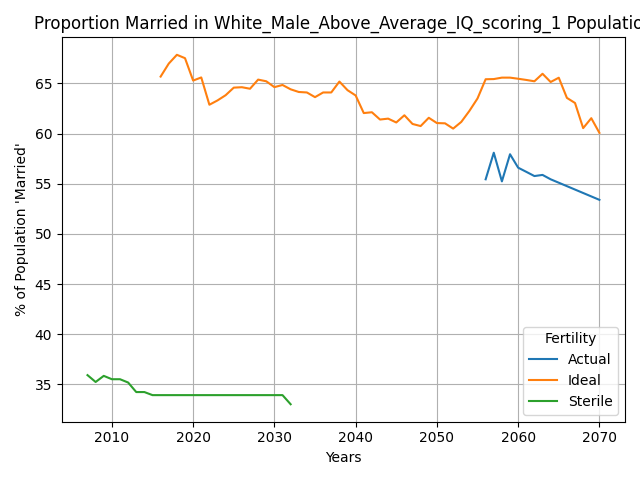 Proportion Married in White_Male_Above_Average_IQ_scoring_1 Populatio
% of Population 'Married'
65
60
55
50
45
40
35
2010 2020 2030 2040 2050 2060 2070
Years
Fertility
Actual
Ideal
Sterile